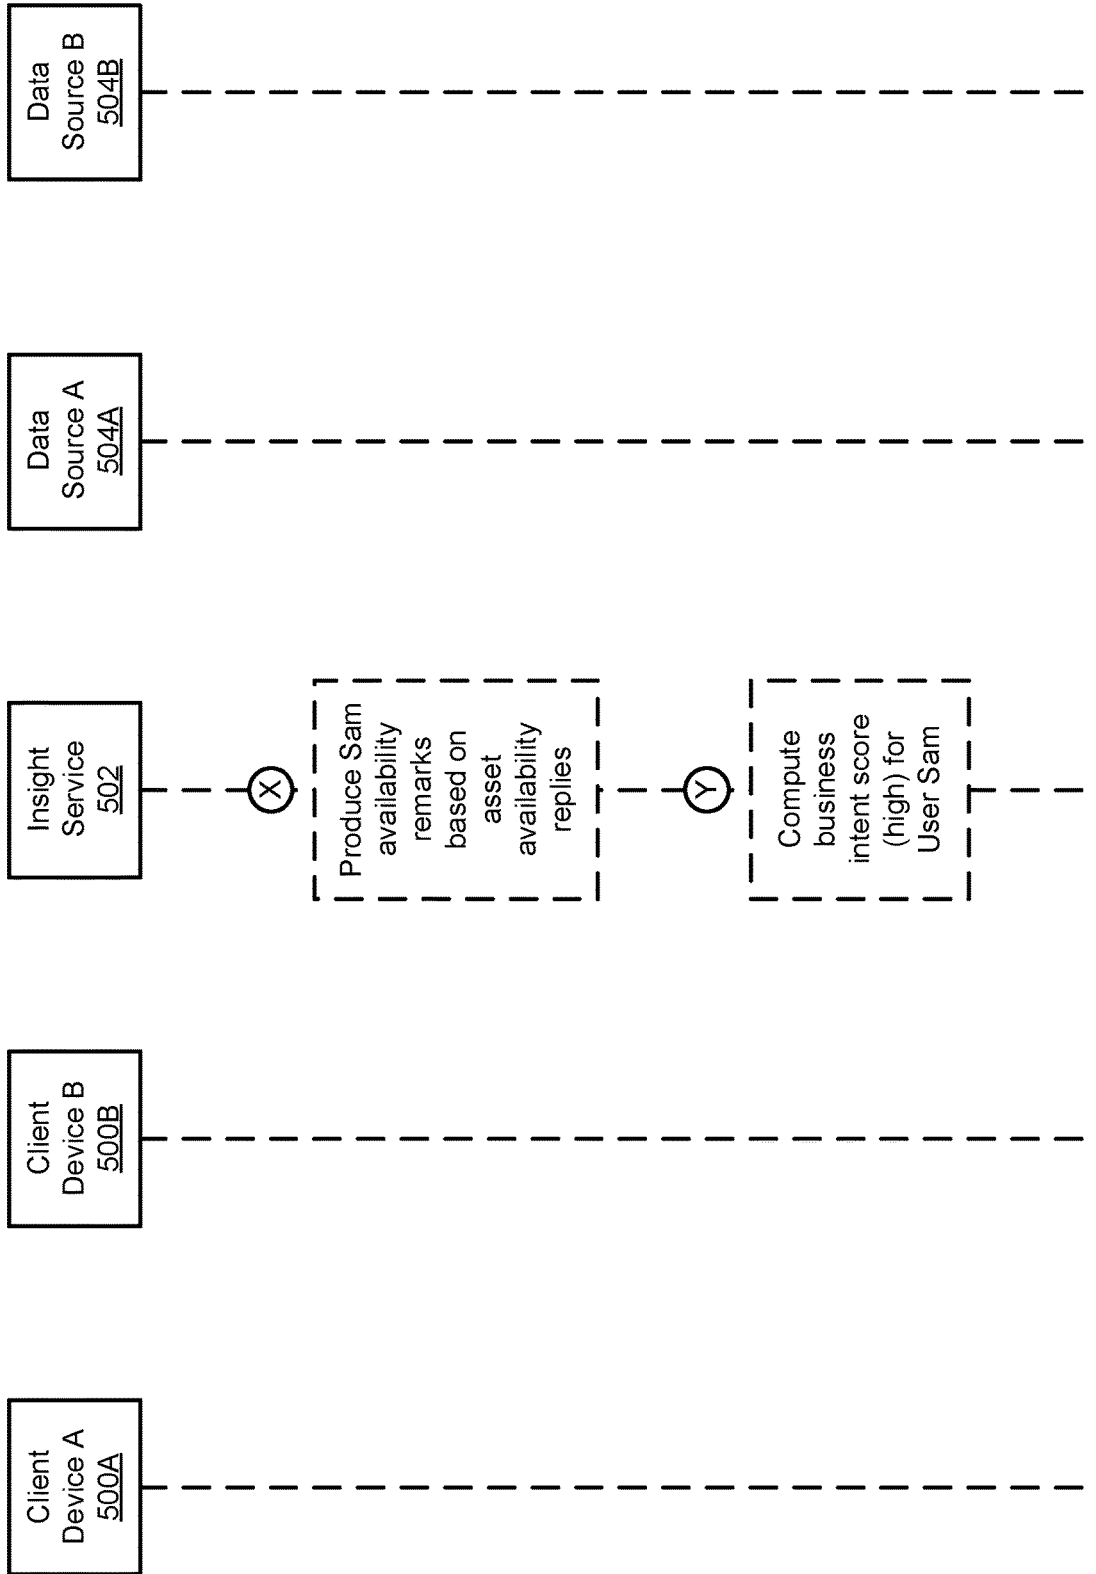 Client
Device A
500A
Client
Device B
500B
Insight
Service
502
Data
Source A
504A
Data
Source B
504B
X
Produce Sam
availability
remarks
based on
asset
availability
replies
Y
Compute
business
intent score
(high) for
User Sam